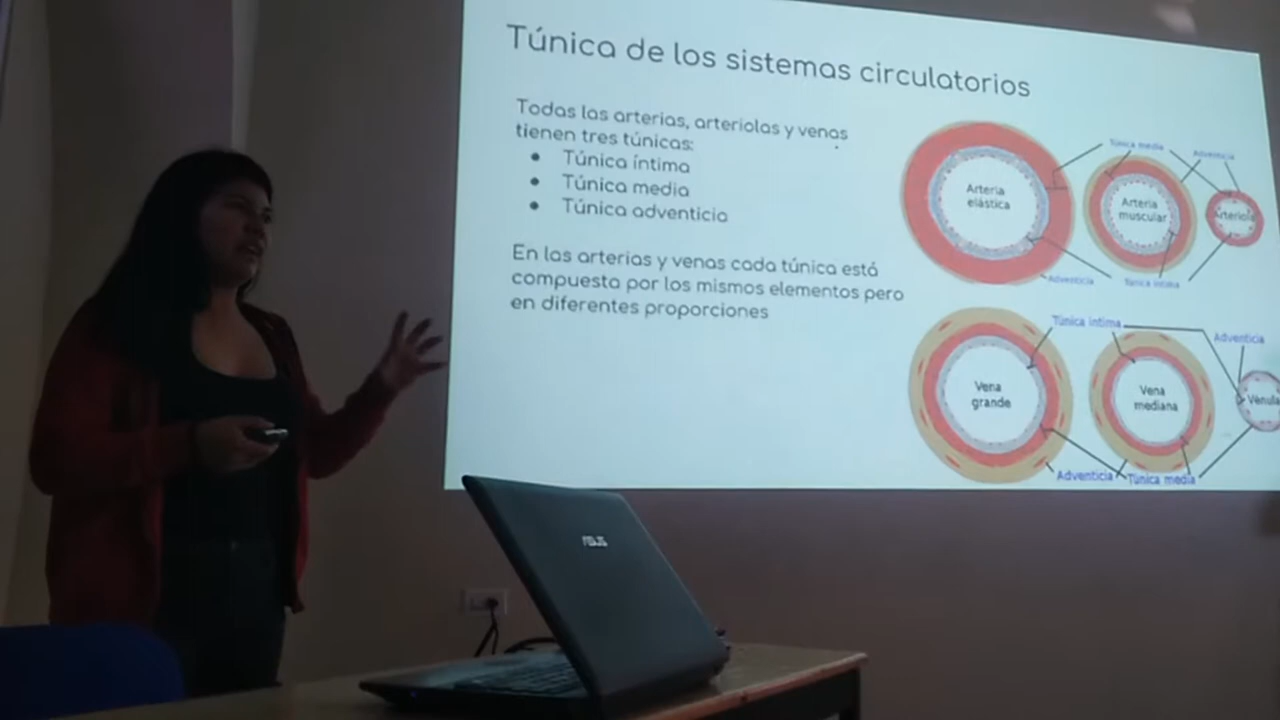 Túnica de los sistemas circulatorios
Todas las arterias, arteriolas y venas
tienen tres túnicas:
Túnica íntima
Túnica media
Túnica adventicia
En las arterias y venas cada túnica está
compuesta por los mismos elementos pero
en diferentes proporciones
Túnica media
Adventicia
Arteria
elástica
Arteria
muscular
Arteriola
Adventicia
Túnica íntima
Túnica íntima
Adventicia
Vena
grande
Vena
mediana
Vénula
Adventicia
Túnica media
ASUS